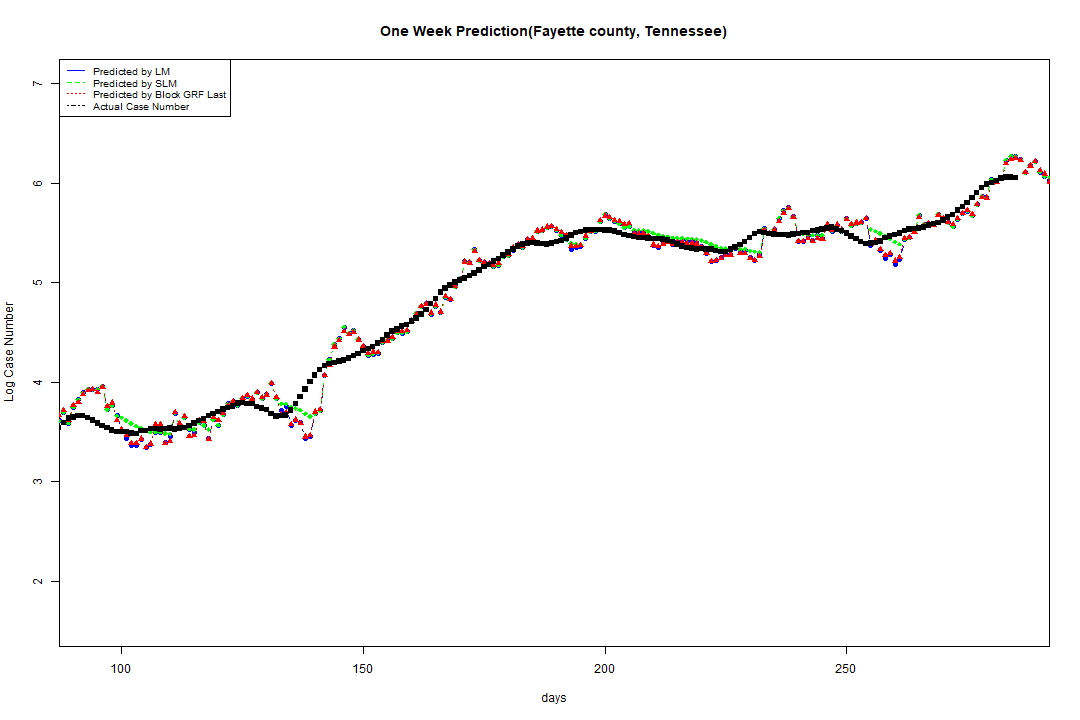 One Week Prediction(Fayette county, Tennessee)
Predicted by LM
Predicted by SLM
Predicted by Block GRF Last
Actual Case Number
7
6
5
4
3
2
Log Case Number
100 150 200 250
days